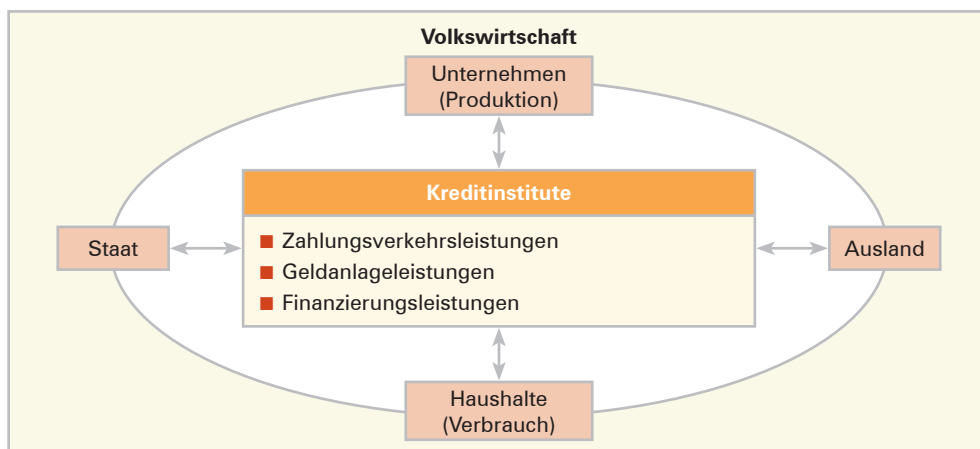 Volkswirtschaft
Unternehmen
(Produktion)
Kreditinstitute
Staat
Zahlungsverkehrsleistungen
Geldanlageleistungen
Finanzierungsleistungen
Ausland
Haushalte
(Verbrauch)